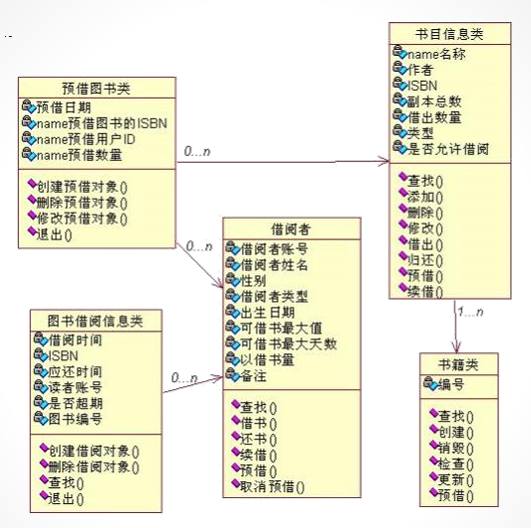 预借图书类
预借日期
name预借图书的ISBN
name预借用户ID
name预借数量
创建预借对象()
删除预借对象()
修改预借对象()
退出()
0...n
0...n
书目信息类
name名称
作者
ISBN
副本总数
借出数量
类型
是否允许借阅
查找()
添加()
删除()
修改()
借出()
归还()
预借()
续借()
1...n
借阅者
借阅者账号
借阅者姓名
性别
借阅者类型
出生日期
可借书最大值
可借书最大天数
以借书量
备注
查找()
借书()
还书()
续借()
预借()
取消预借()
图书借阅信息类
借阅时间
ISBN
应还时间
读者账号
是否超期
图书编号
创建借阅对象()
删除借阅对象()
查找()
退出()
0...n
书籍类
编号
查找()
创建()
销毁()
检查()
更新()
预借()